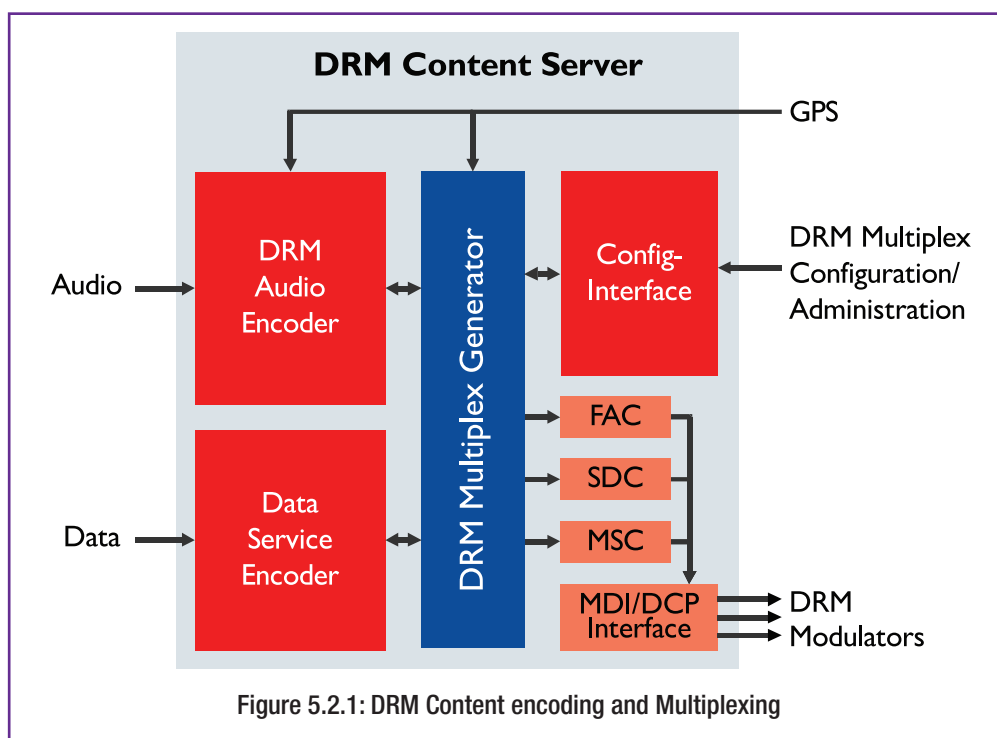 DRM Content Server
GPS
DRM
Audio
Encoder
Audio
DRM Multiplex Generator
Config-
Interface
DRM Multiplex
Configuration/
Administration
FAC
SDC
MSC
Data
Data
Service
Encoder
MDI/DCP
Interface
DRM
Modulators
Figure 5.2.1: DRM Content encoding and Multiplexing